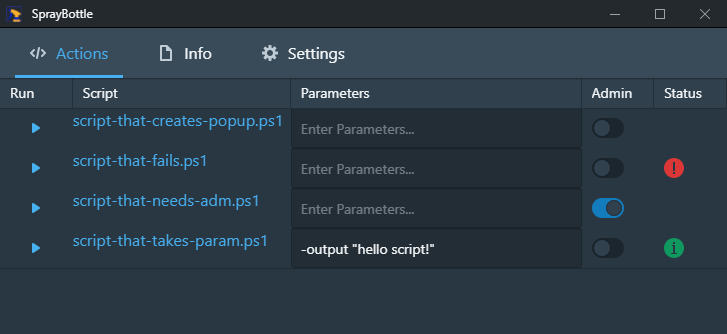 SprayBottle
Actions Info Settings
Run Script Parameters Admin Status
script-that-creates-popup.ps1 Enter Parameters...
script-that-fails.ps1 Enter Parameters...
script-that-needs-adm.ps1 Enter Parameters...
script-that-takes-param.ps1 -output "hello script!"